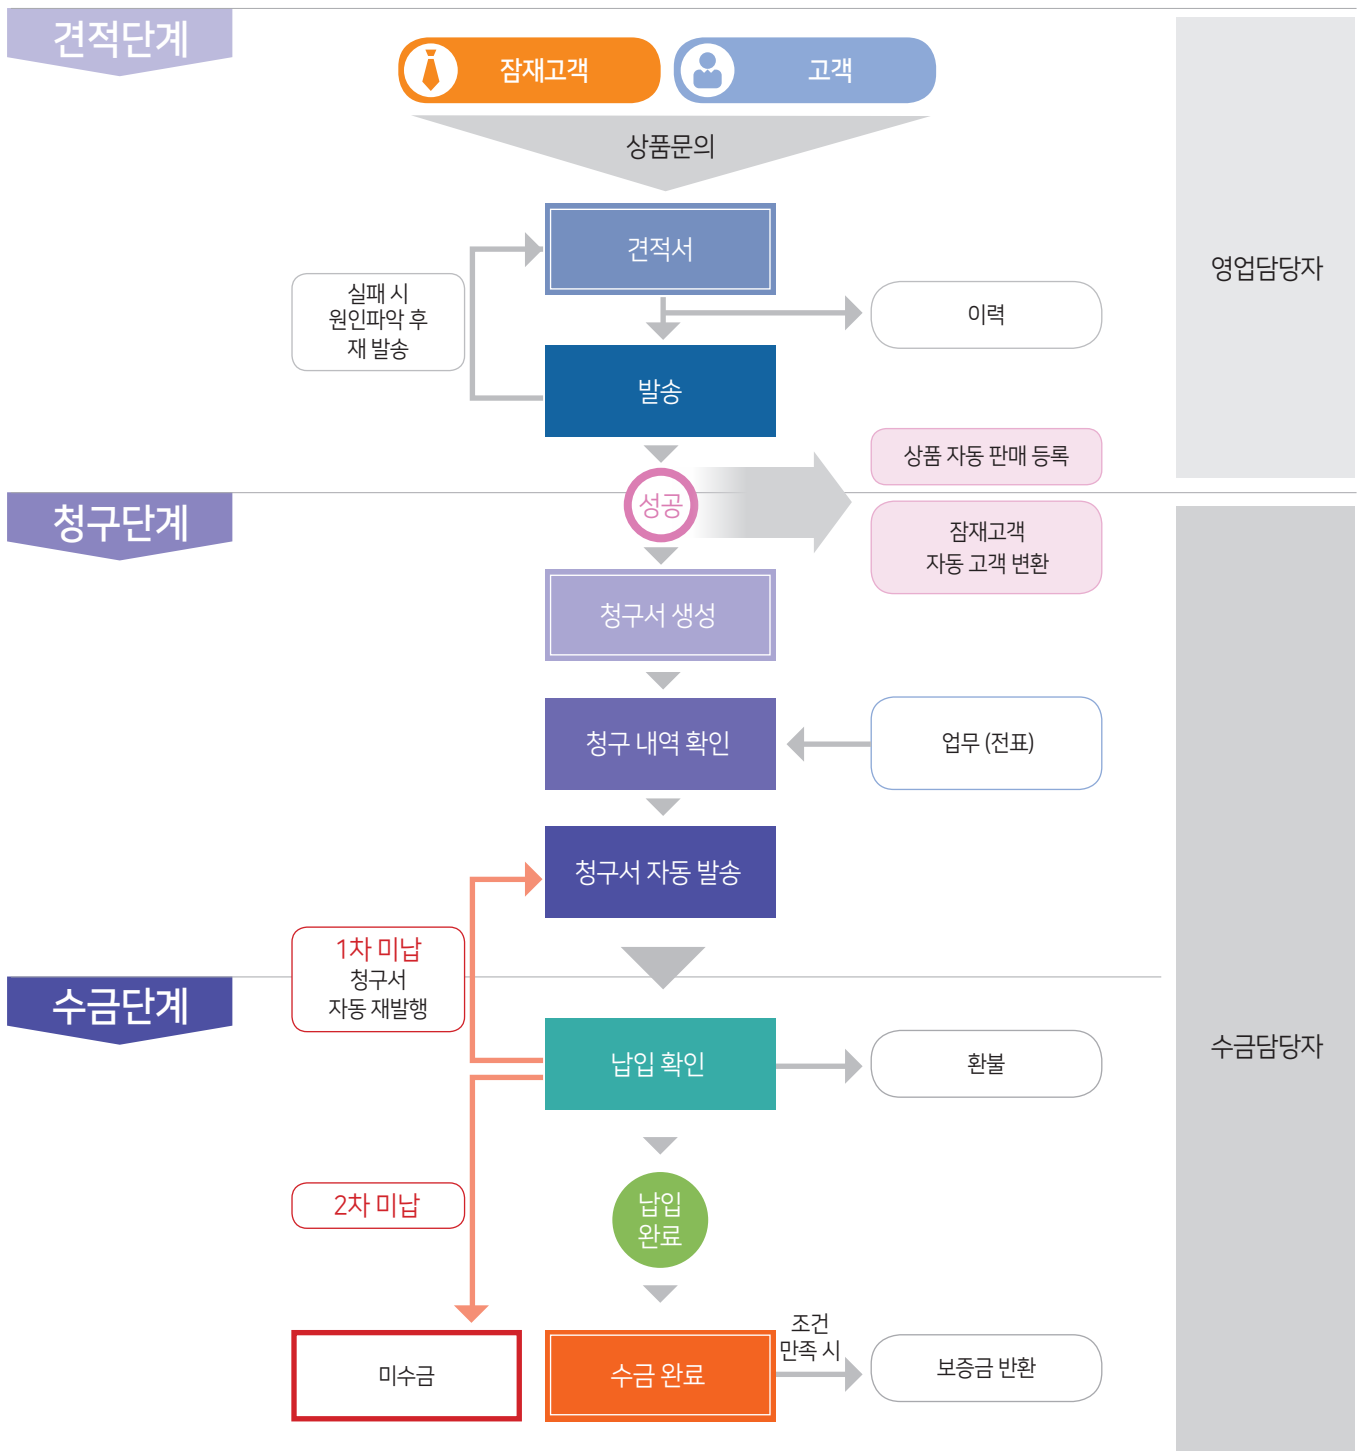 견적단계
잠재고객
고객
상품문의
견적서
영업담당자
실패 시
원인파악 후
재 발송
이력
발송
상품 자동 판매 등록
성공
청구단계
잠재고객
자동 고객 변환
청구서 생성
청구 내역 확인
업무 (전표)
청구서 자동 발송
1차 미납
청구서
자동 재발행
수금단계
수금담당자
납입 확인
환불
2차 미납
납입
완료
조건
만족 시
미수금
수금 완료
보증금 반환